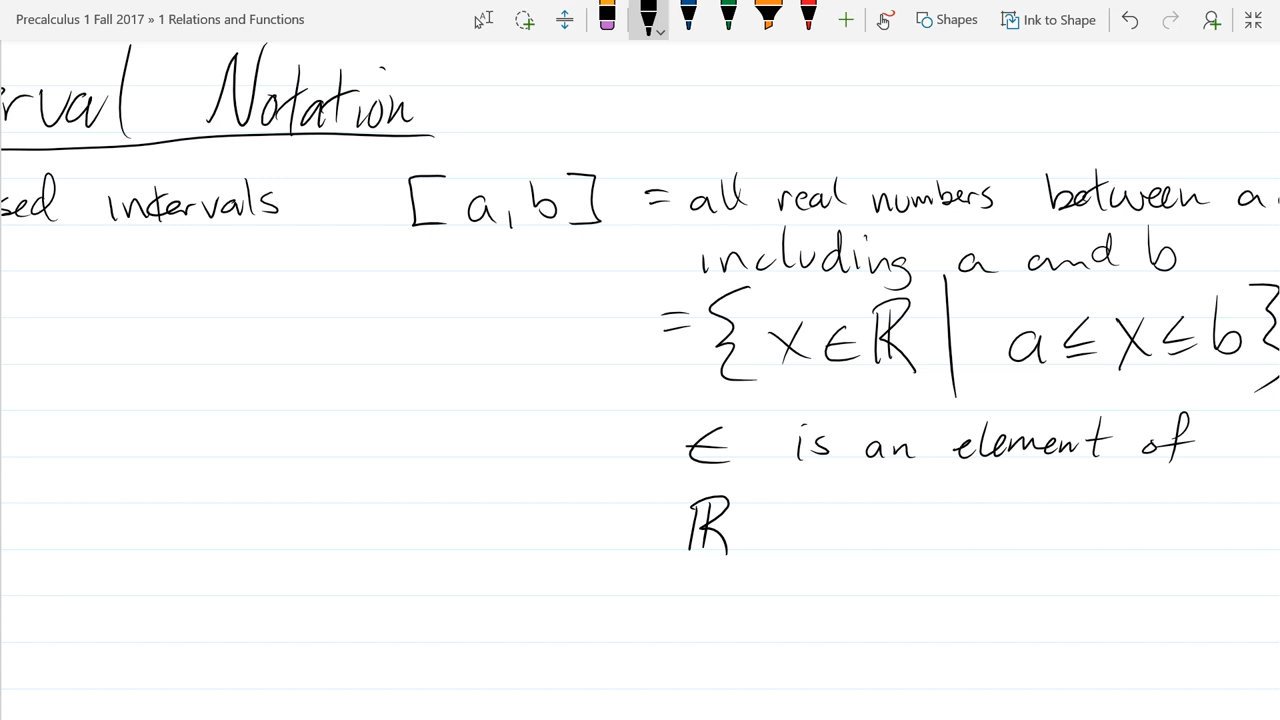 Precalculus 1 Fall 2017 » 1 Relations and Functions
Shapes
Ink to Shape
rval Notation
sed intervals [a, b] = all real numbers between a
including a and b
= { x ∈ ℝ | a ≤ x ≤ b }
∈ is an element of
ℝ